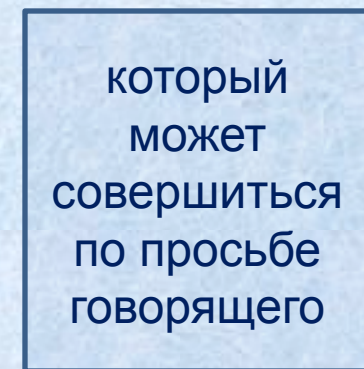 который
может
совершиться
по просьбе
говорящего